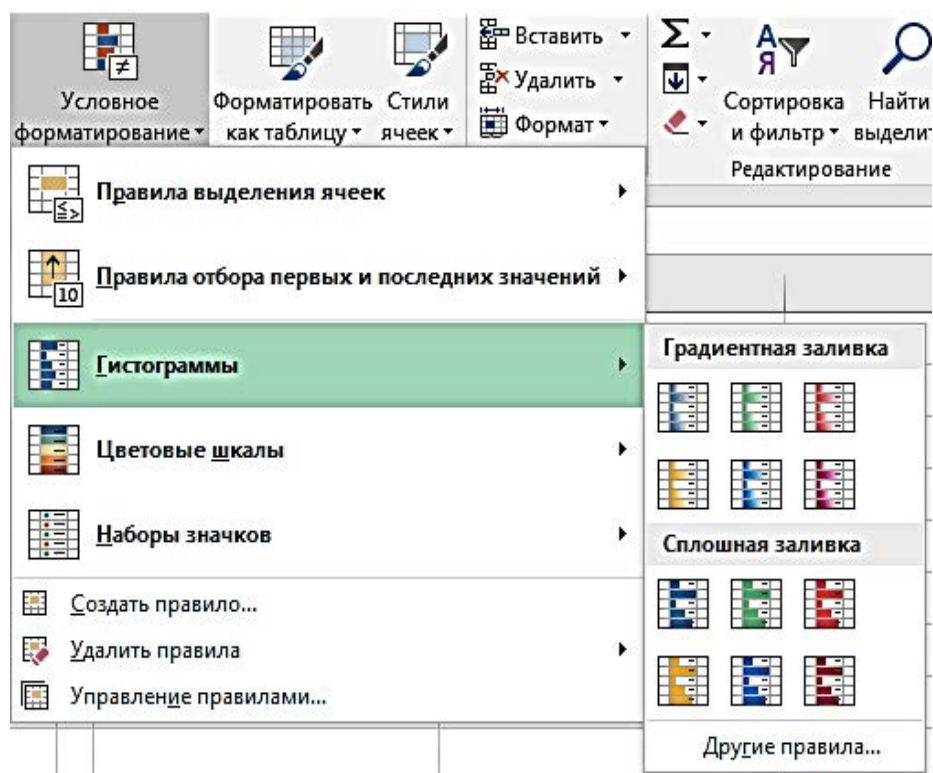 Условное
форматирование
Форматировать
как таблицу
Стили
ячеек
Вставить
Удалить
Формат
Σ
А
Я
Сортировка
и фильтр
Найти
выделит
Редактирование
Правила выделения ячеек
10
Правила отбора первых и последних значений
Гистограммы
Цветовые шкалы
Наборы значков
Создать правило...
Удалить правила
Управление правилами...
Градиентная заливка
Сплошная заливка
Другие правила...